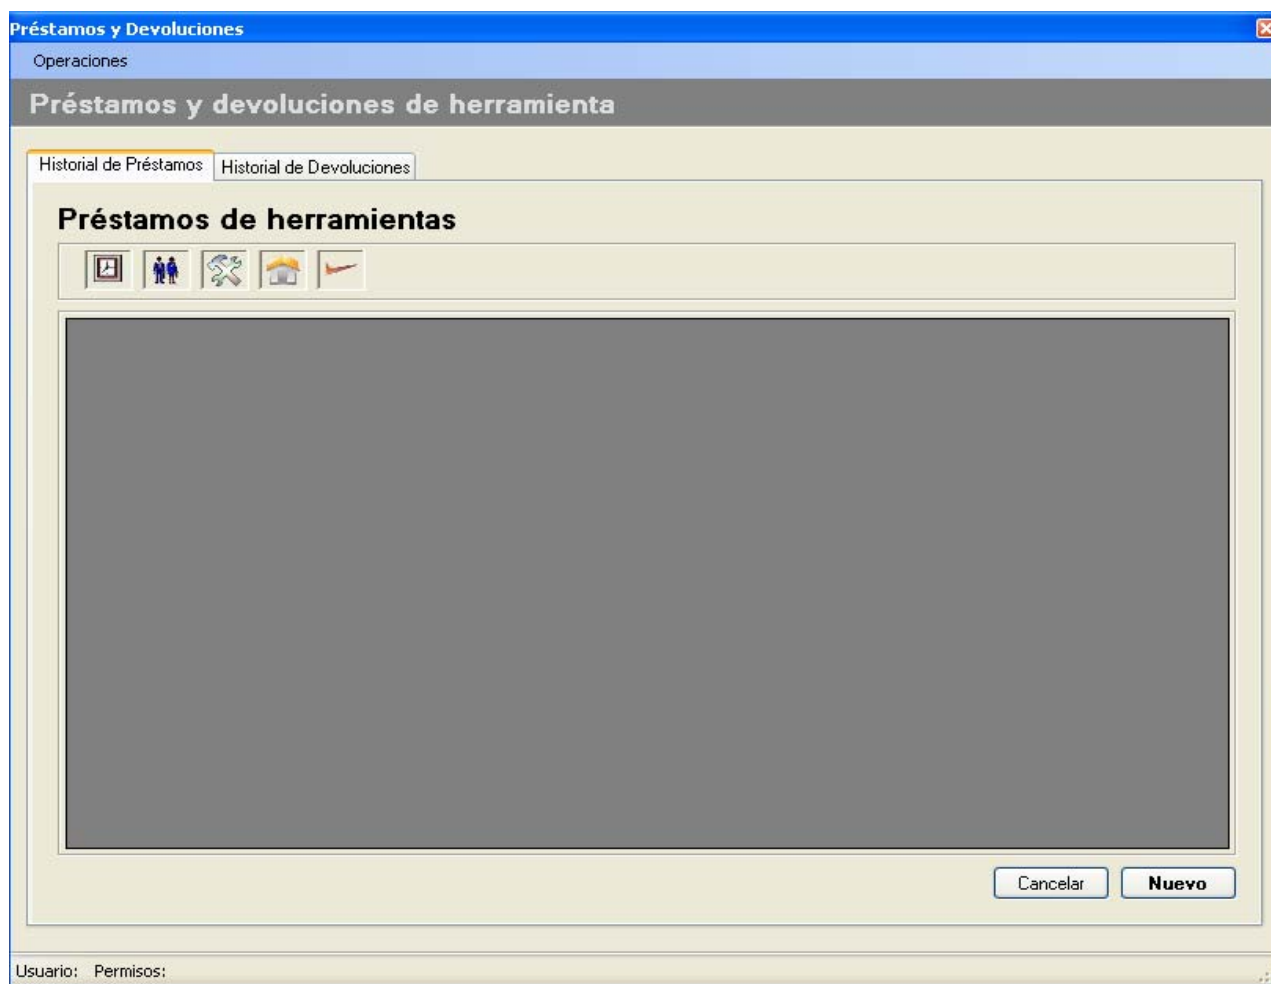 Préstamos y Devoluciones
Operaciones
Préstamos y devoluciones de herramienta
Historial de Préstamos
Historial de Devoluciones
Préstamos de herramientas
Cancelar
Nuevo
Usuario: Permisos: